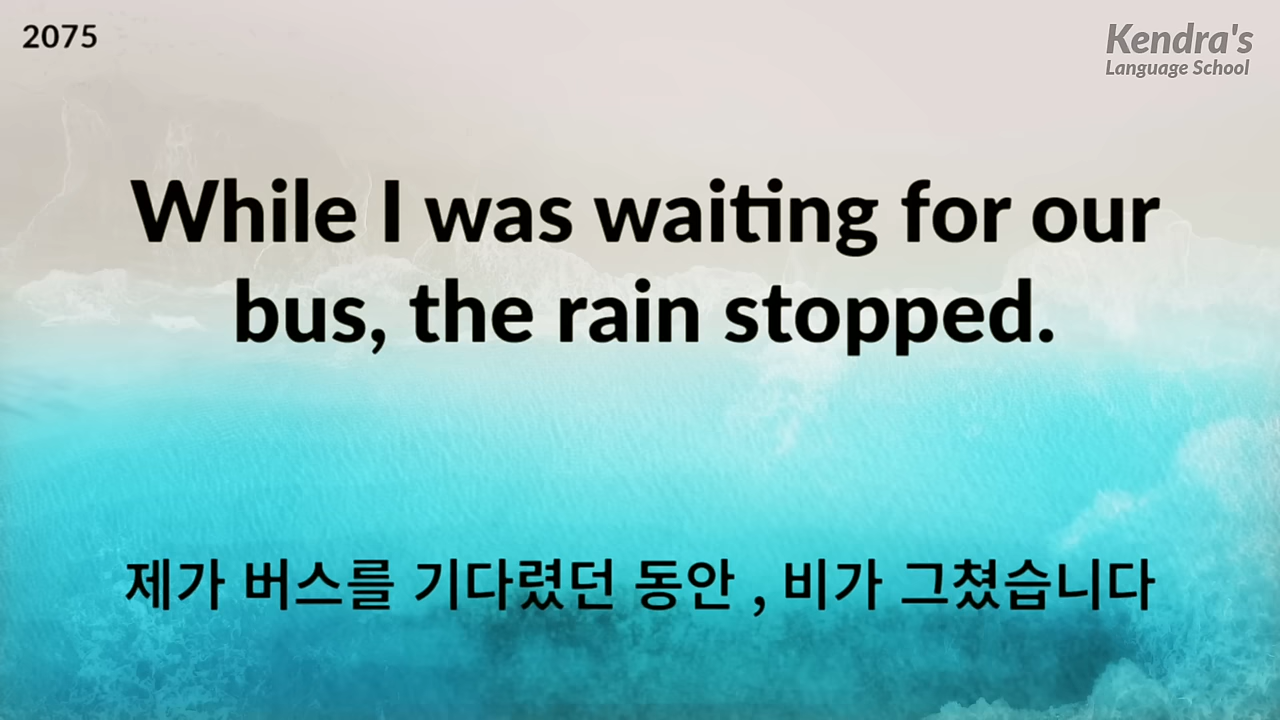 2075
Kendra's
Language School
While I was waiting for our
bus, the rain stopped.
제가 버스를 기다렸던 동안 , 비가 그쳤습니다